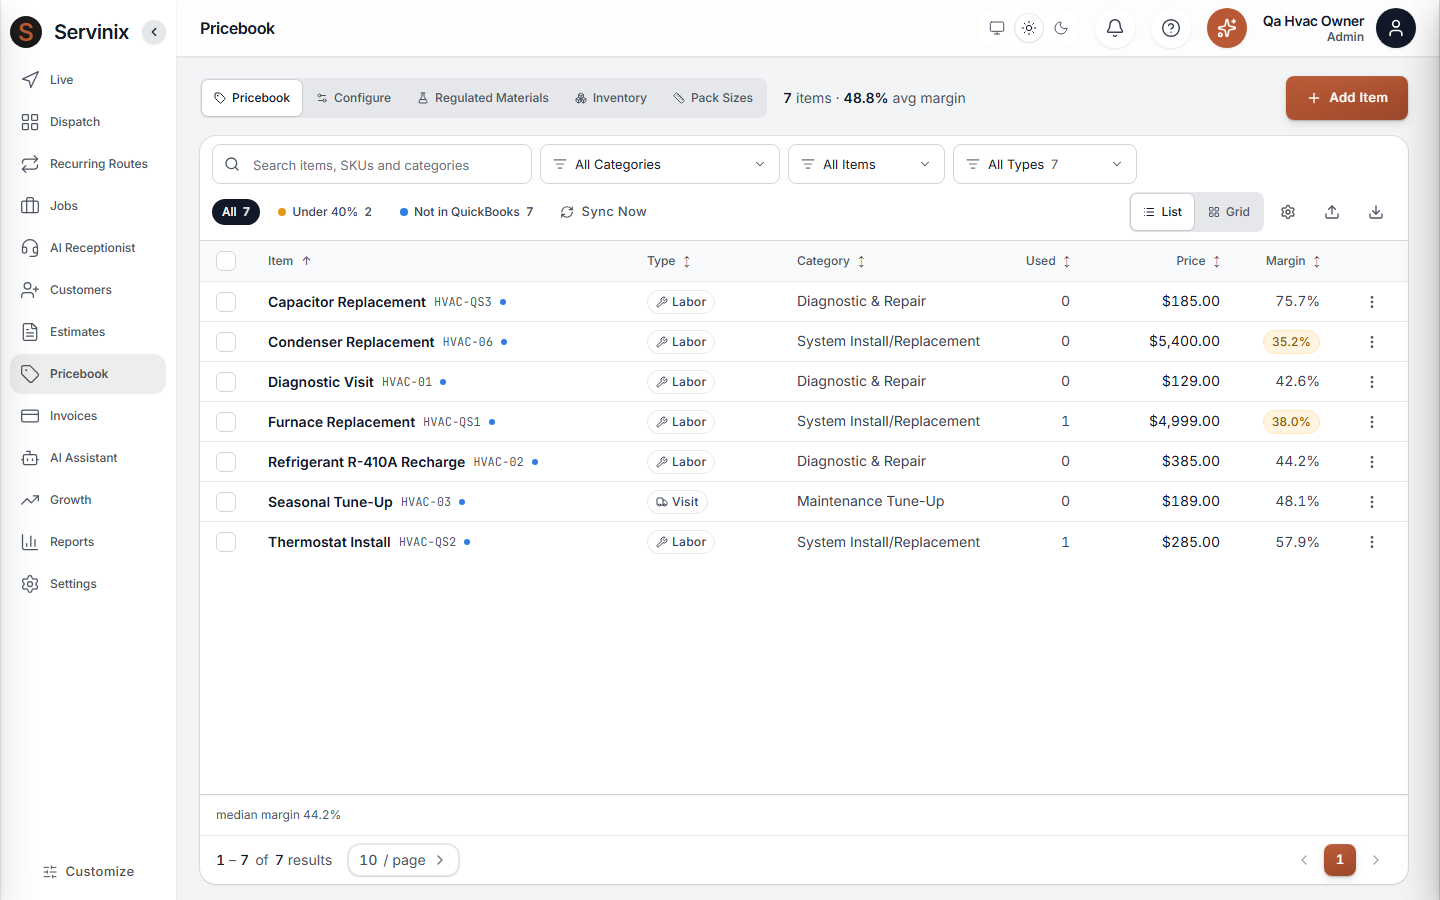 S Servinix
Live
Dispatch
Recurring Routes
Jobs
AI Receptionist
Customers
Estimates
Pricebook
Invoices
AI Assistant
Growth
Reports
Settings
Customize
Pricebook
Qa Hvac Owner
Admin
Pricebook Configure Regulated Materials Inventory Pack Sizes 7 items · 48.8% avg margin + Add Item
Search items, SKUs and categories All Categories All Items All Types 7
All 7 Under 40% 2 Not in QuickBooks 7 Sync Now List Grid
Item Type Category Used Price Margin
Capacitor Replacement HVAC-QS3 Labor Diagnostic & Repair 0 $185.00 75.7%
Condenser Replacement HVAC-06 Labor System Install/Replacement 0 $5,400.00 35.2%
Diagnostic Visit HVAC-01 Labor Diagnostic & Repair 0 $129.00 42.6%
Furnace Replacement HVAC-QS1 Labor System Install/Replacement 1 $4,999.00 38.0%
Refrigerant R-410A Recharge HVAC-02 Labor Diagnostic & Repair 0 $385.00 44.2%
Seasonal Tune-Up HVAC-03 Visit Maintenance Tune-Up 0 $189.00 48.1%
Thermostat Install HVAC-QS2 Labor System Install/Replacement 1 $285.00 57.9%
median margin 44.2%
1 – 7 of 7 results 10 / page 1